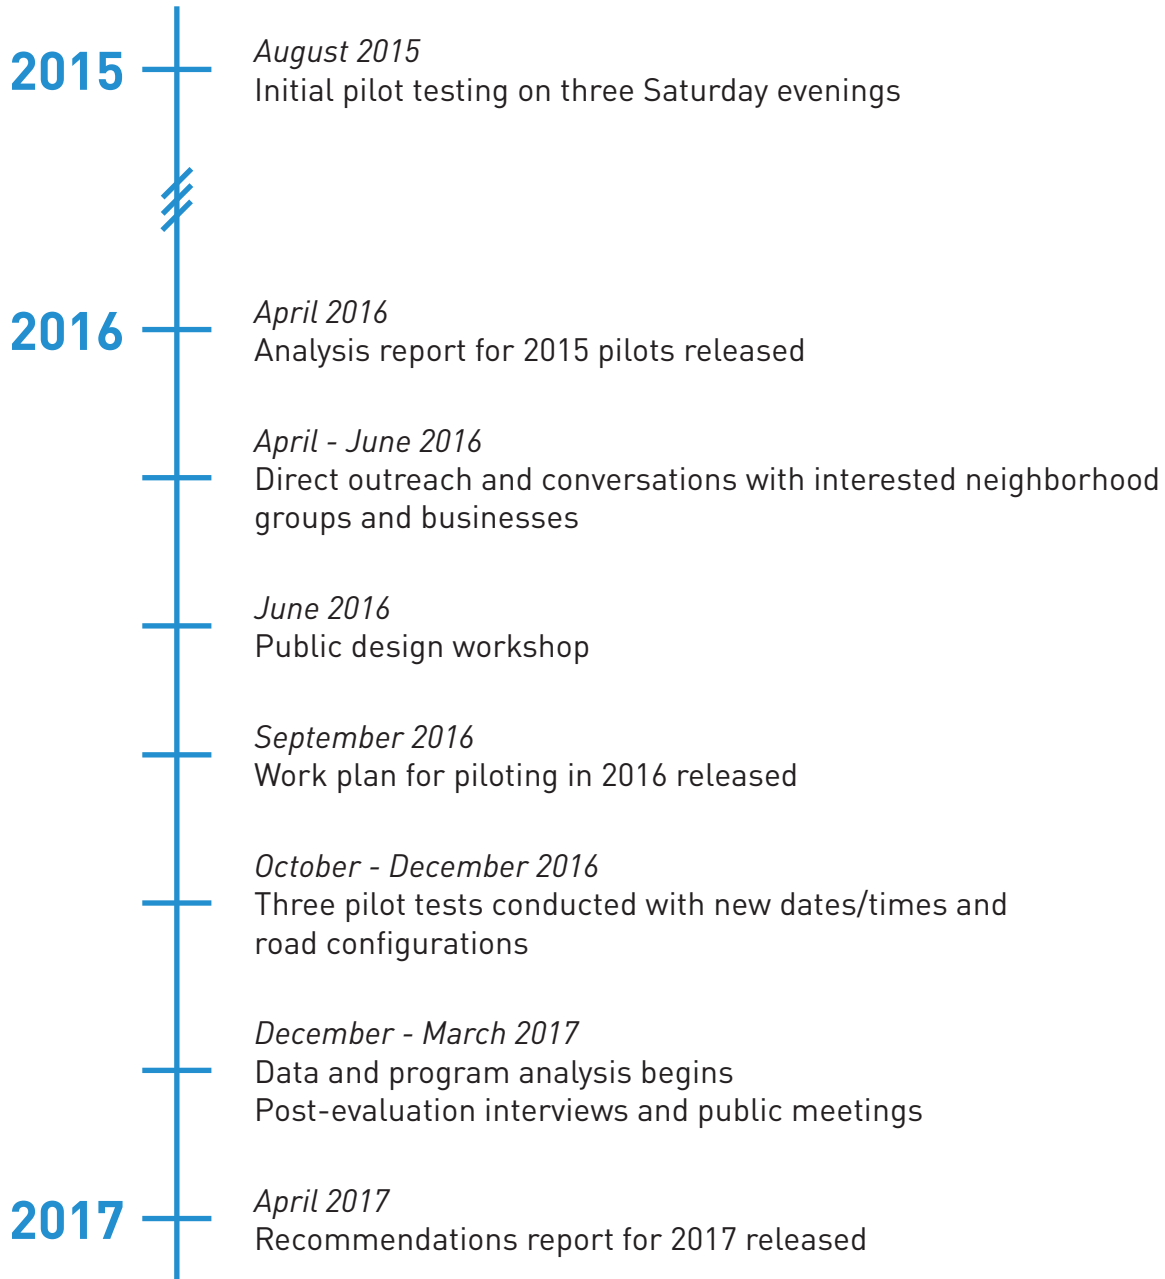 2015
August 2015
Initial pilot testing on three Saturday evenings
2016
April 2016
Analysis report for 2015 pilots released
April - June 2016
Direct outreach and conversations with interested neighborhood
groups and businesses
June 2016
Public design workshop
September 2016
Work plan for piloting in 2016 released
October - December 2016
Three pilot tests conducted with new dates/times and
road configurations
December - March 2017
Data and program analysis begins
Post-evaluation interviews and public meetings
2017
April 2017
Recommendations report for 2017 released